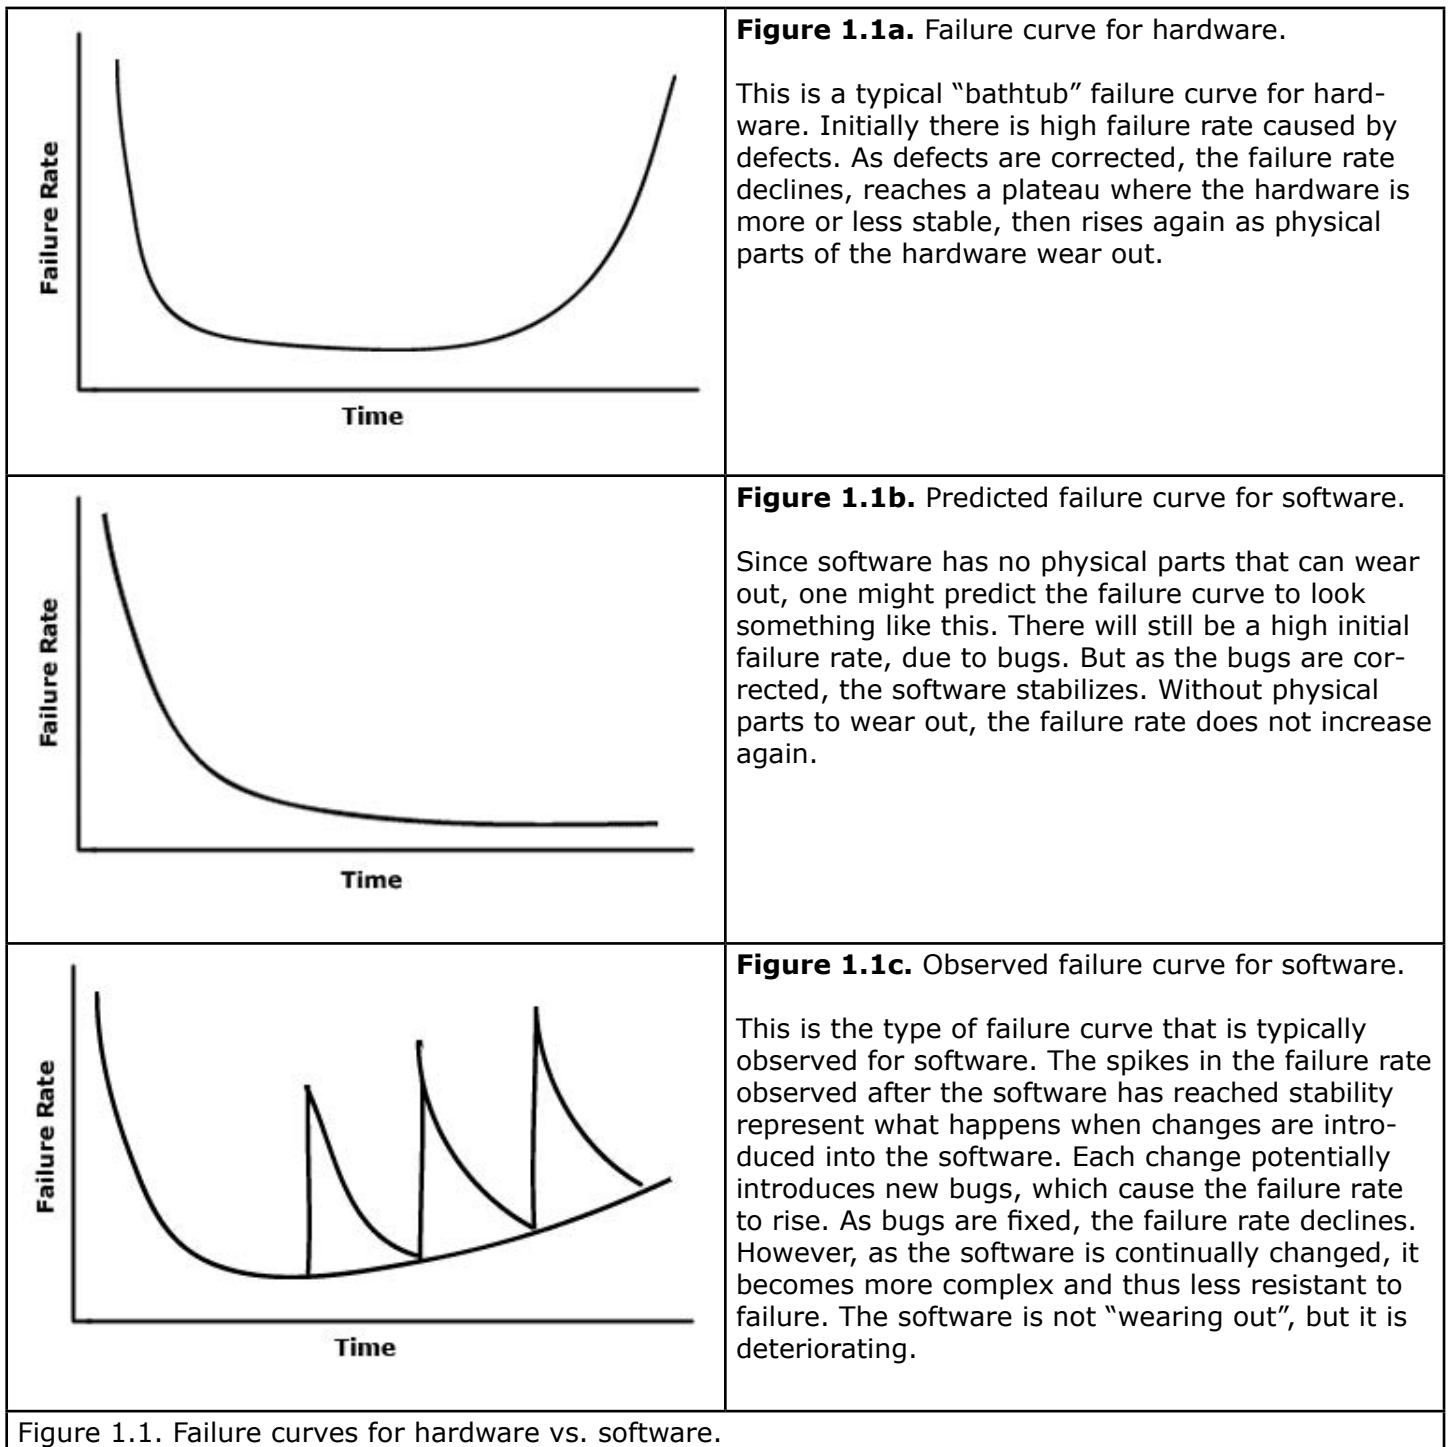 Failure Rate
Time
Figure 1.1a. Failure curve for hardware.
This is a typical “bathtub” failure curve for hard-
ware. Initially there is high failure rate caused by
defects. As defects are corrected, the failure rate
declines, reaches a plateau where the hardware is
more or less stable, then rises again as physical
parts of the hardware wear out.
Failure Rate
Time
Figure 1.1b. Predicted failure curve for software.
Since software has no physical parts that can wear
out, one might predict the failure curve to look
something like this. There will still be a high initial
failure rate, due to bugs. But as the bugs are cor-
rected, the software stabilizes. Without physical
parts to wear out, the failure rate does not increase
again.
Failure Rate
Time
Figure 1.1c. Observed failure curve for software.
This is the type of failure curve that is typically
observed for software. The spikes in the failure rate
observed after the software has reached stability
represent what happens when changes are intro-
duced into the software. Each change potentially
introduces new bugs, which cause the failure rate
to rise. As bugs are fixed, the failure rate declines.
However, as the software is continually changed, it
becomes more complex and thus less resistant to
failure. The software is not “wearing out”, but it is
deteriorating.
Figure 1.1. Failure curves for hardware vs. software.